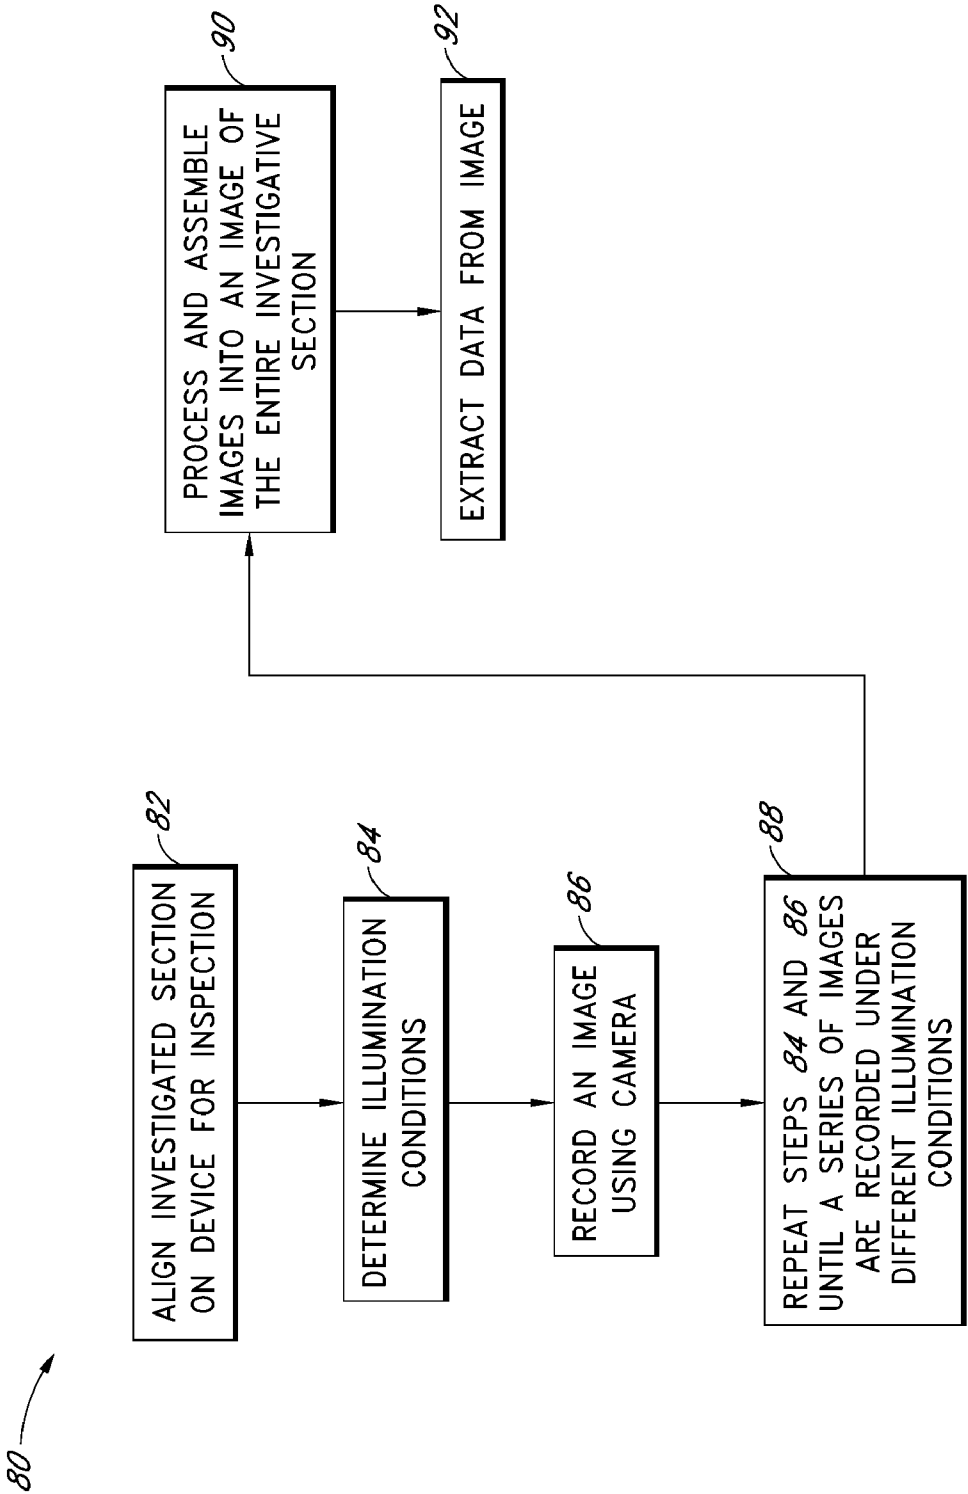 80
82
ALIGN INVESTIGATED SECTION
ON DEVICE FOR INSPECTION
84
DETERMINE ILLUMINATION
CONDITIONS
86
RECORD AN IMAGE
USING CAMERA
88
REPEAT STEPS 84 AND 86
UNTIL A SERIES OF IMAGES
ARE RECORDED UNDER
DIFFERENT ILLUMINATION
CONDITIONS
90
PROCESS AND ASSEMBLE
IMAGES INTO AN IMAGE OF
THE ENTIRE INVESTIGATIVE
SECTION
92
EXTRACT DATA FROM IMAGE